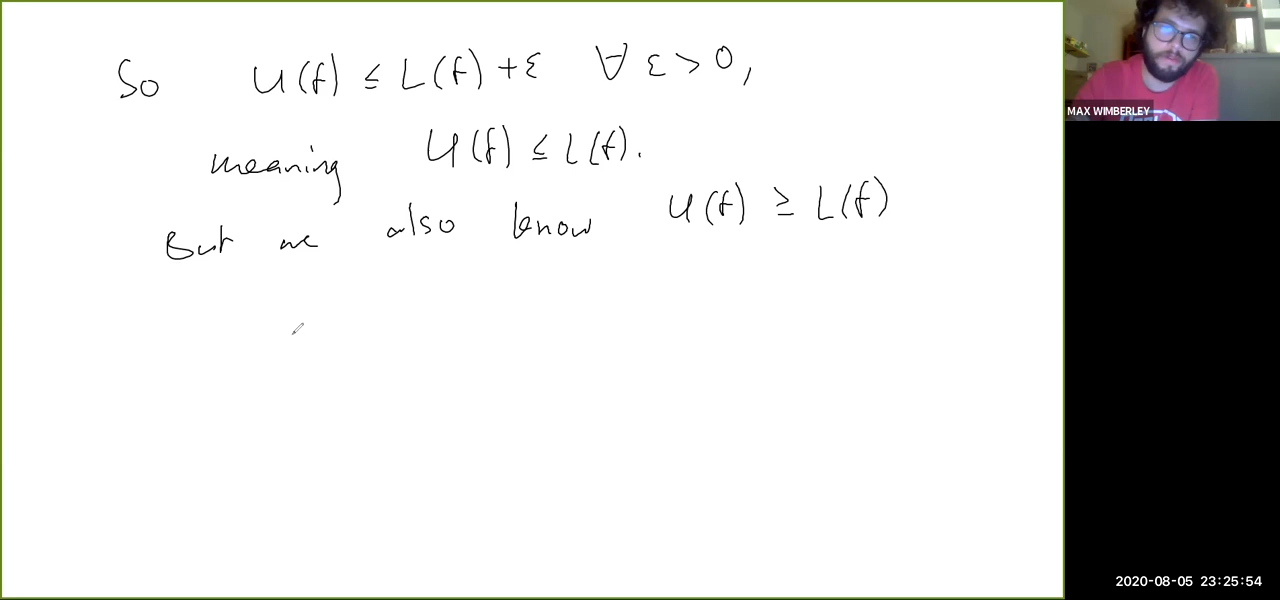 So U(f) ≤ L(f) + ε ∀ ε > 0,
meaning U(f) ≤ L(f).
But we also know U(f) ≥ L(f)
MAX WIMBERLEY
2020-08-05 23:25:54